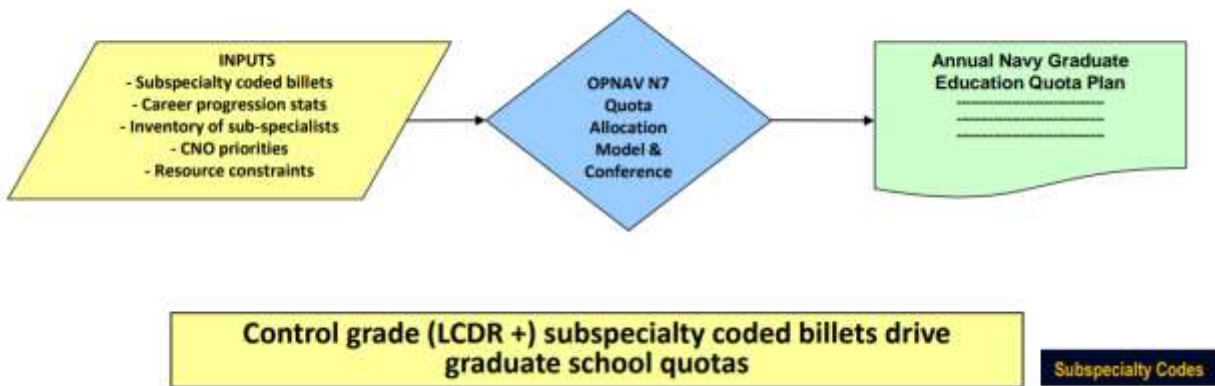 INPUTS
- Subspecialty coded billets
- Career progression stats
- Inventory of sub-specialists
- CNO priorities
- Resource constraints
OPNAV N7
Quota
Allocation
Model &
Conference
Annual Navy Graduate
Education Quota Plan
Control grade (LCDR +) subspecialty coded billets drive
graduate school quotas
Subspecialty Codes